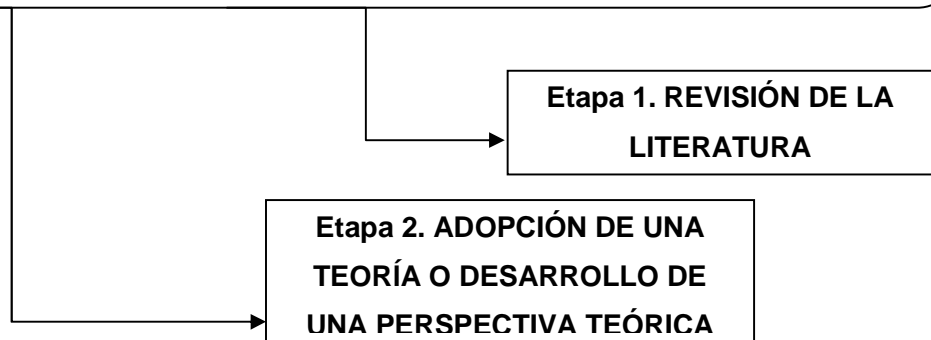 Etapa 1. REVISIÓN DE LA
LITERATURA
Etapa 2. ADOPCIÓN DE UNA
TEORÍA O DESARROLLO DE
UNA PERSPECTIVA TEÓRICA